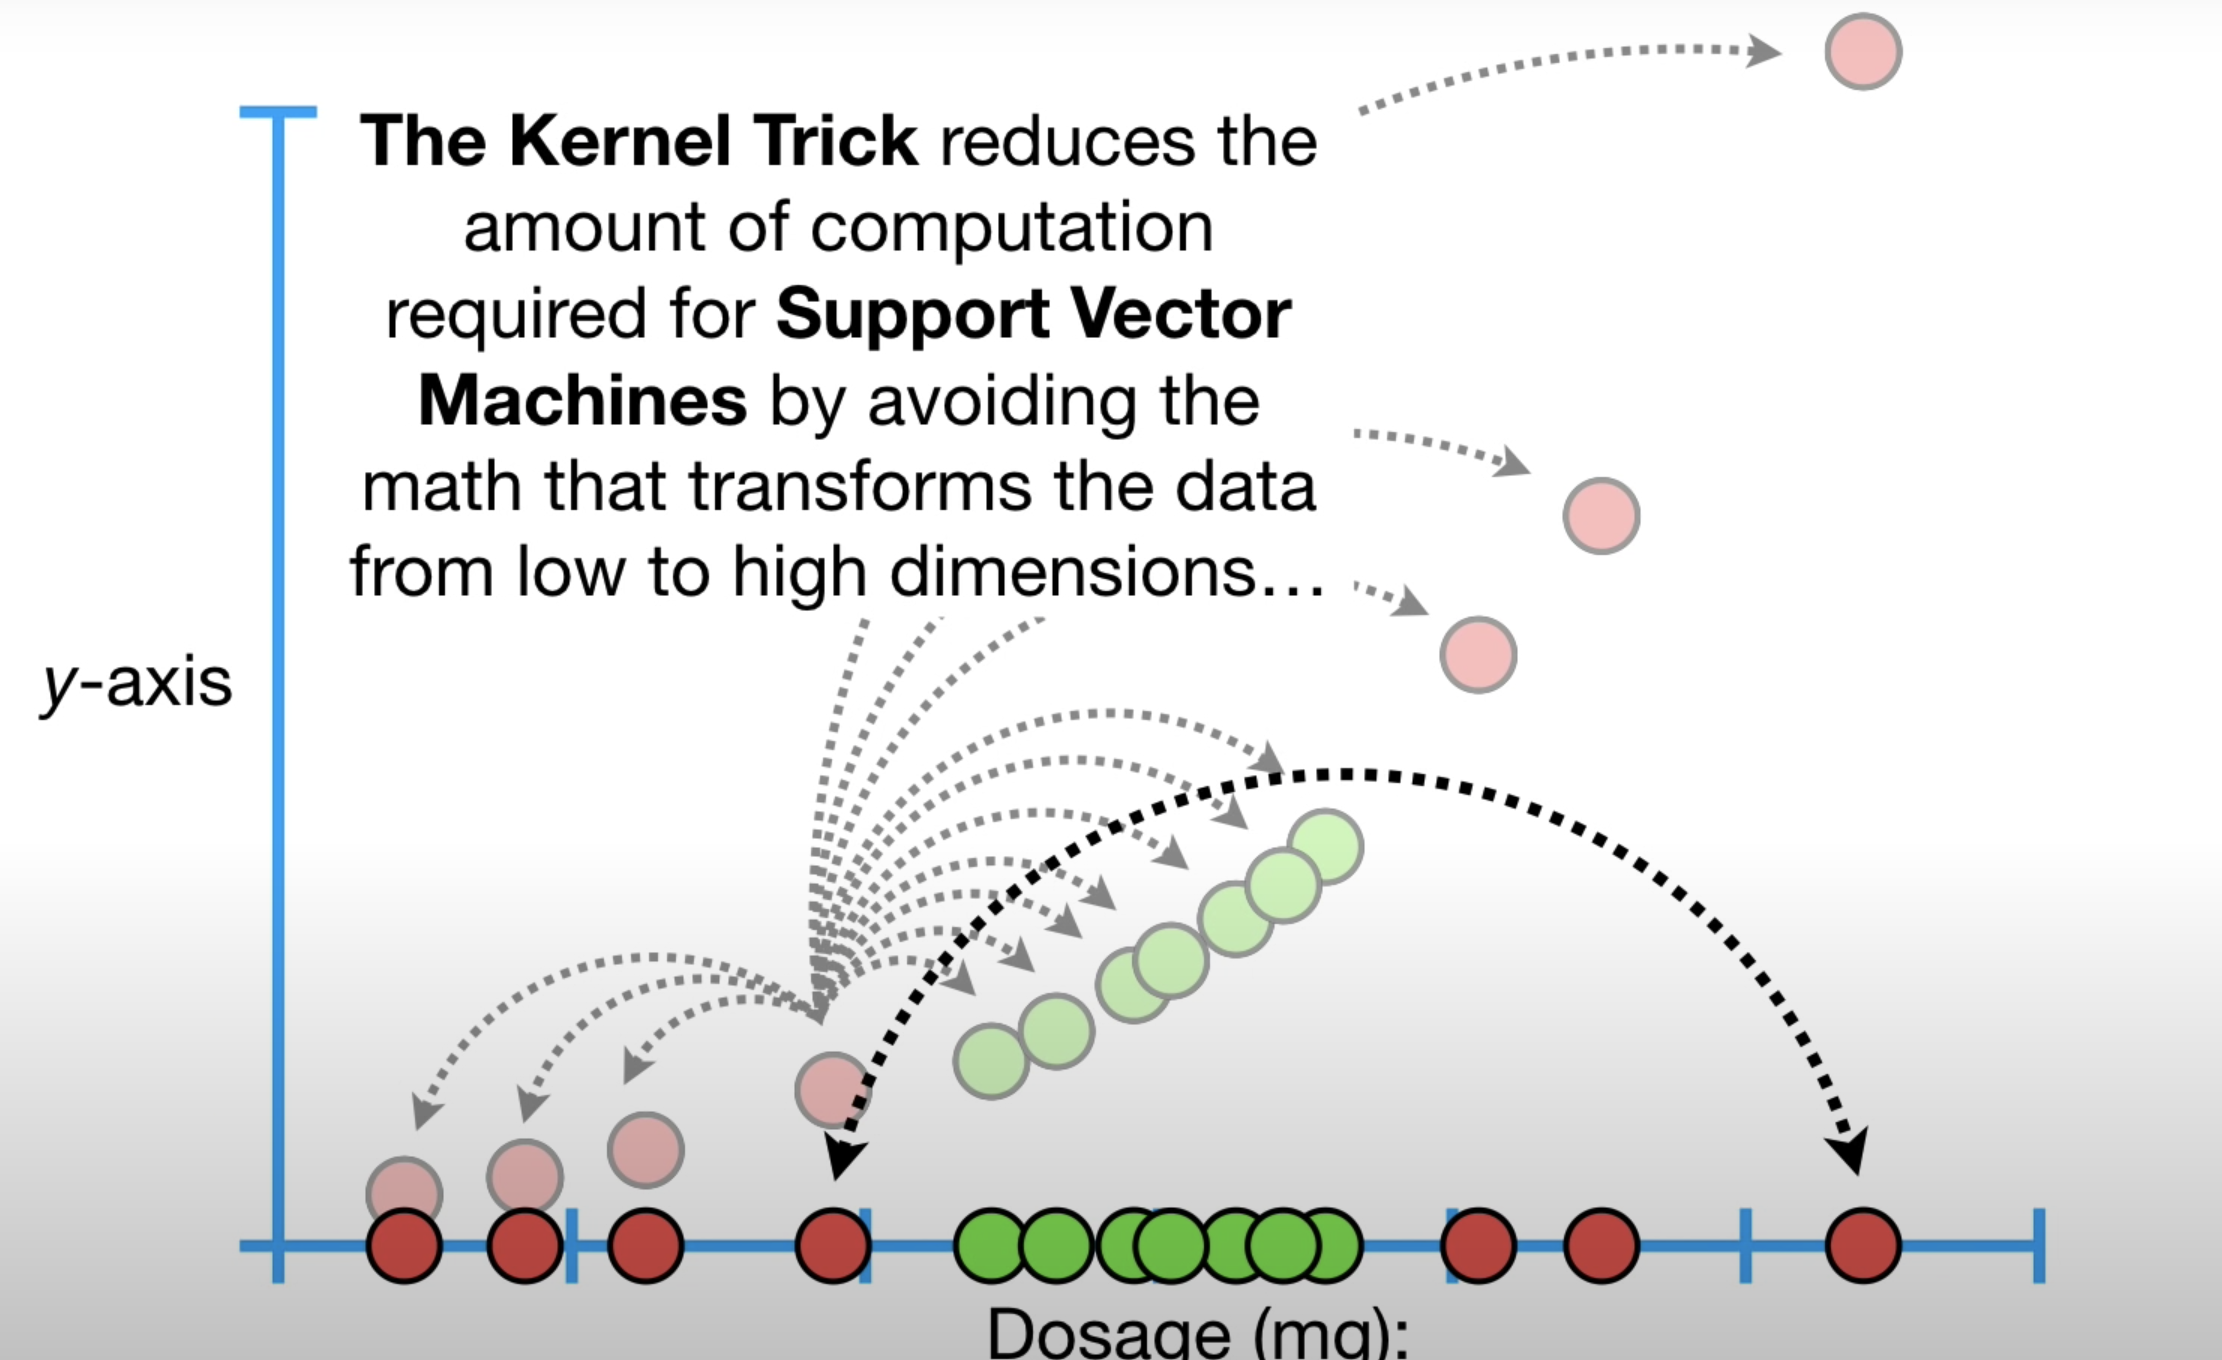 The Kernel Trick reduces the
amount of computation
required for Support Vector
Machines by avoiding the
math that transforms the data
from low to high dimensions…
y-axis
Dosage (mg):